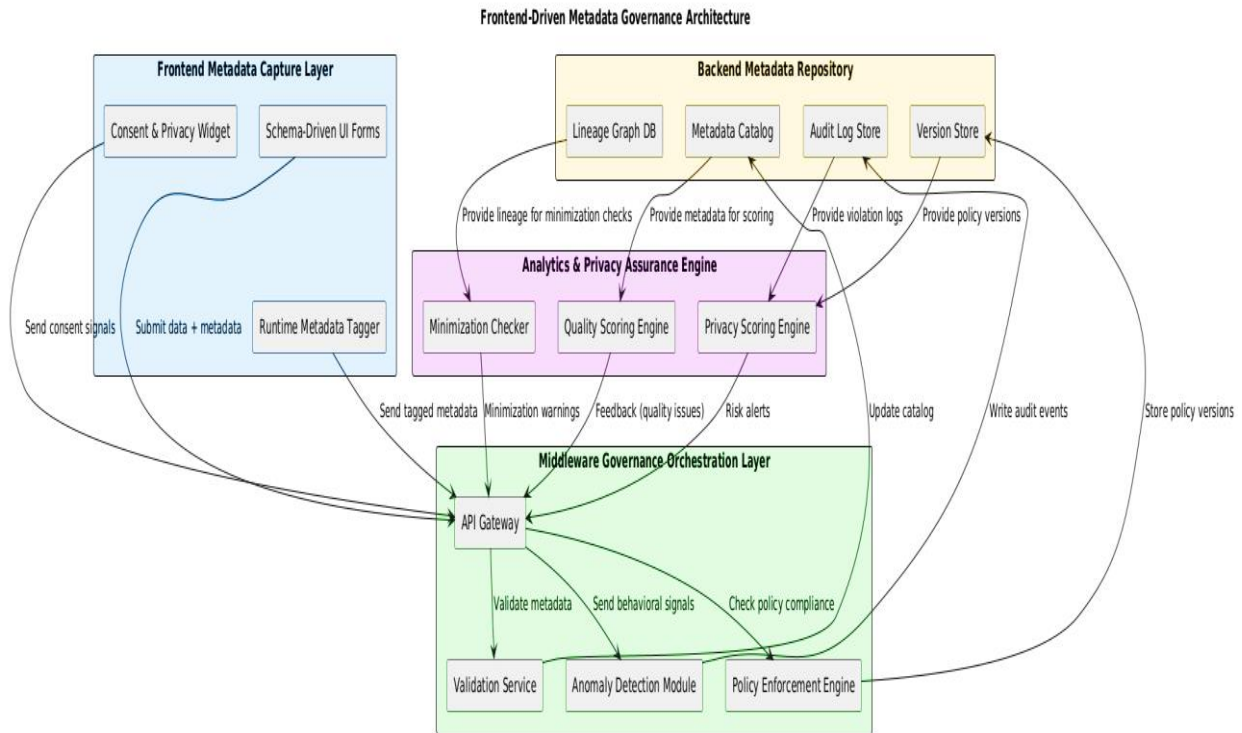 Frontend-Driven Metadata Governance Architecture
Frontend Metadata Capture Layer
Backend Metadata Repository
Consent & Privacy Widget
Schema-Driven UI Forms
Lineage Graph DB
Metadata Catalog
Audit Log Store
Version Store
Provide lineage for minimization checks
Provide metadata for scoring
Provide violation logs
Provide policy versions
Analytics & Privacy Assurance Engine
Send consent signals
Submit data + metadata
Runtime Metadata Tagger
Minimization Checker
Quality Scoring Engine
Privacy Scoring Engine
Send tagged metadata
Minimization warnings
Feedback (quality issues)
Risk alerts
Update catalog
Write audit events
Store policy versions
Middleware Governance Orchestration Layer
API Gateway
Validate metadata
Send behavioral signals
Check policy compliance
Validation Service
Anomaly Detection Module
Policy Enforcement Engine